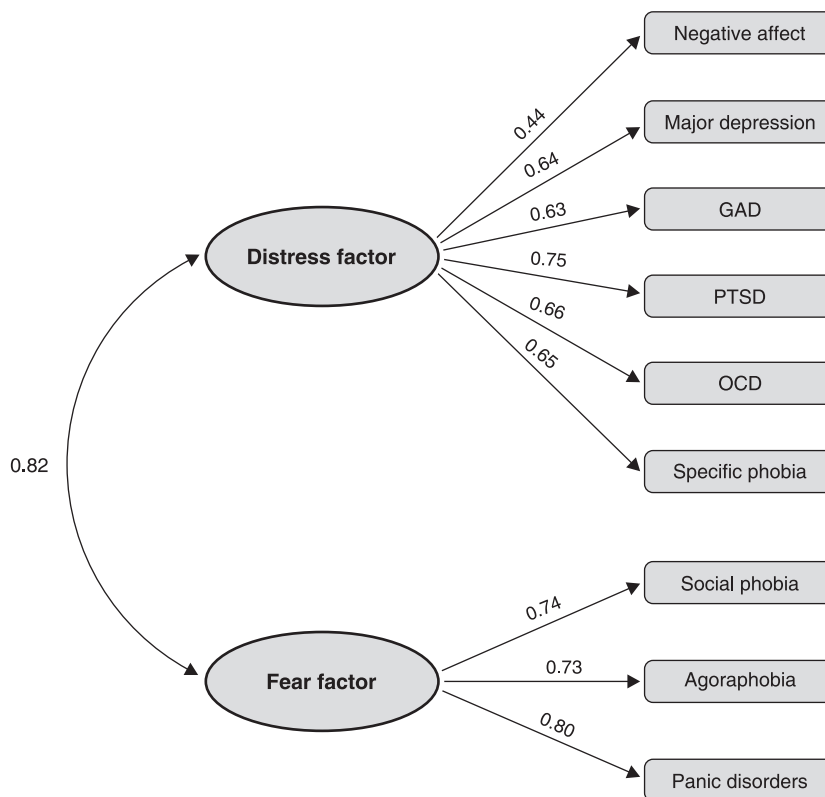 Negative affect
0.44
Major depression
0.64
GAD
0.63
Distress factor
0.75
PTSD
0.66
OCD
0.65
Specific phobia
0.82
Social phobia
0.74
Agoraphobia
0.73
Fear factor
0.80
Panic disorders